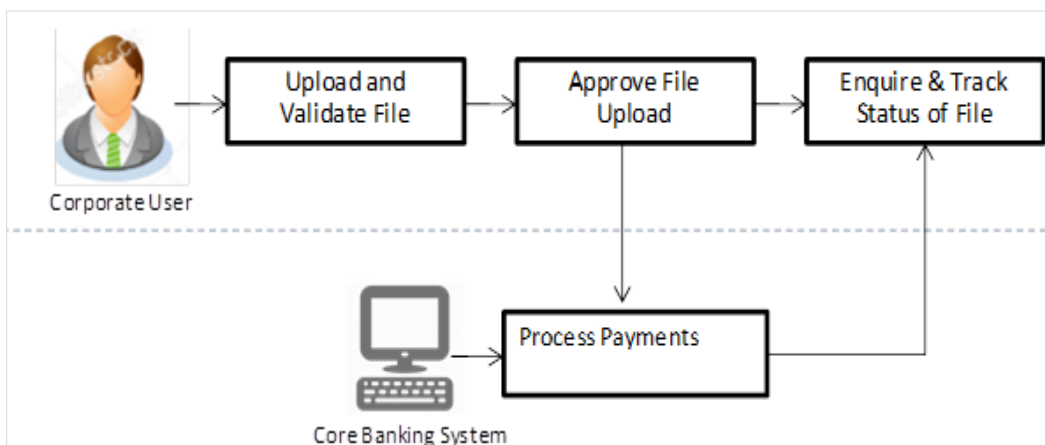 Upload and
Validate File
Approve File
Upload
Enquire & Track
Status of File
Corporate User
Process Payments
Core Banking System